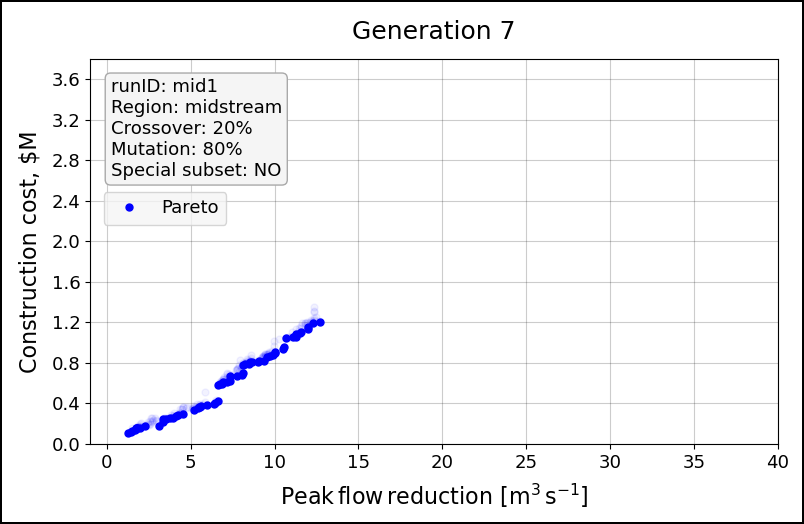 Generation 7
3.6
3.2
2.8
2.4
2.0
1.6
1.2
0.8
0.4
0.0
Construction cost, $M
runID: mid1
Region: midstream
Crossover: 20%
Mutation: 80%
Special subset: NO
Pareto
0 5 10 15 20 25 30 35 40
Peak flow reduction [m³ s⁻¹]